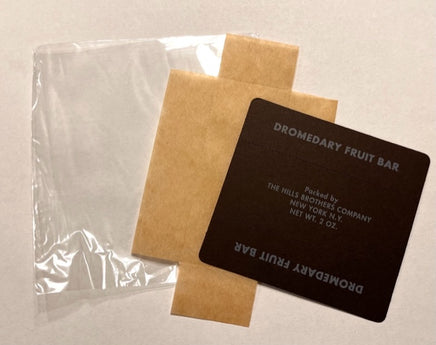 DROMEDARY FRUIT BAR
Packed by
THE HILLS BROTHERS COMPANY
NEW YORK N.Y.
NET WT. 2 OZ.
DROMEDARY FRUIT BAR